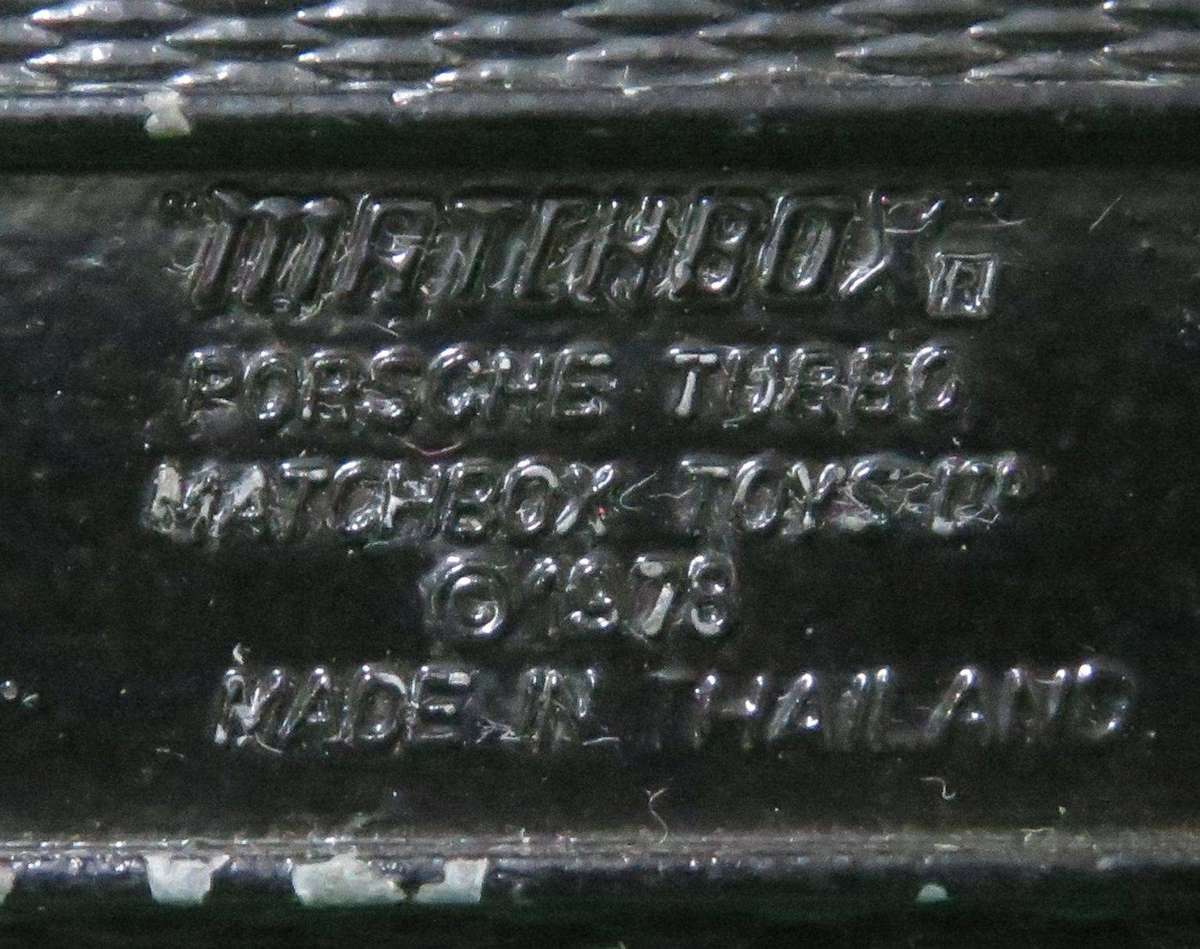 "MATCHBOX" ®
PORSCHE TURBO
MATCHBOX TOYS LTD
© 1978
MADE IN THAILAND